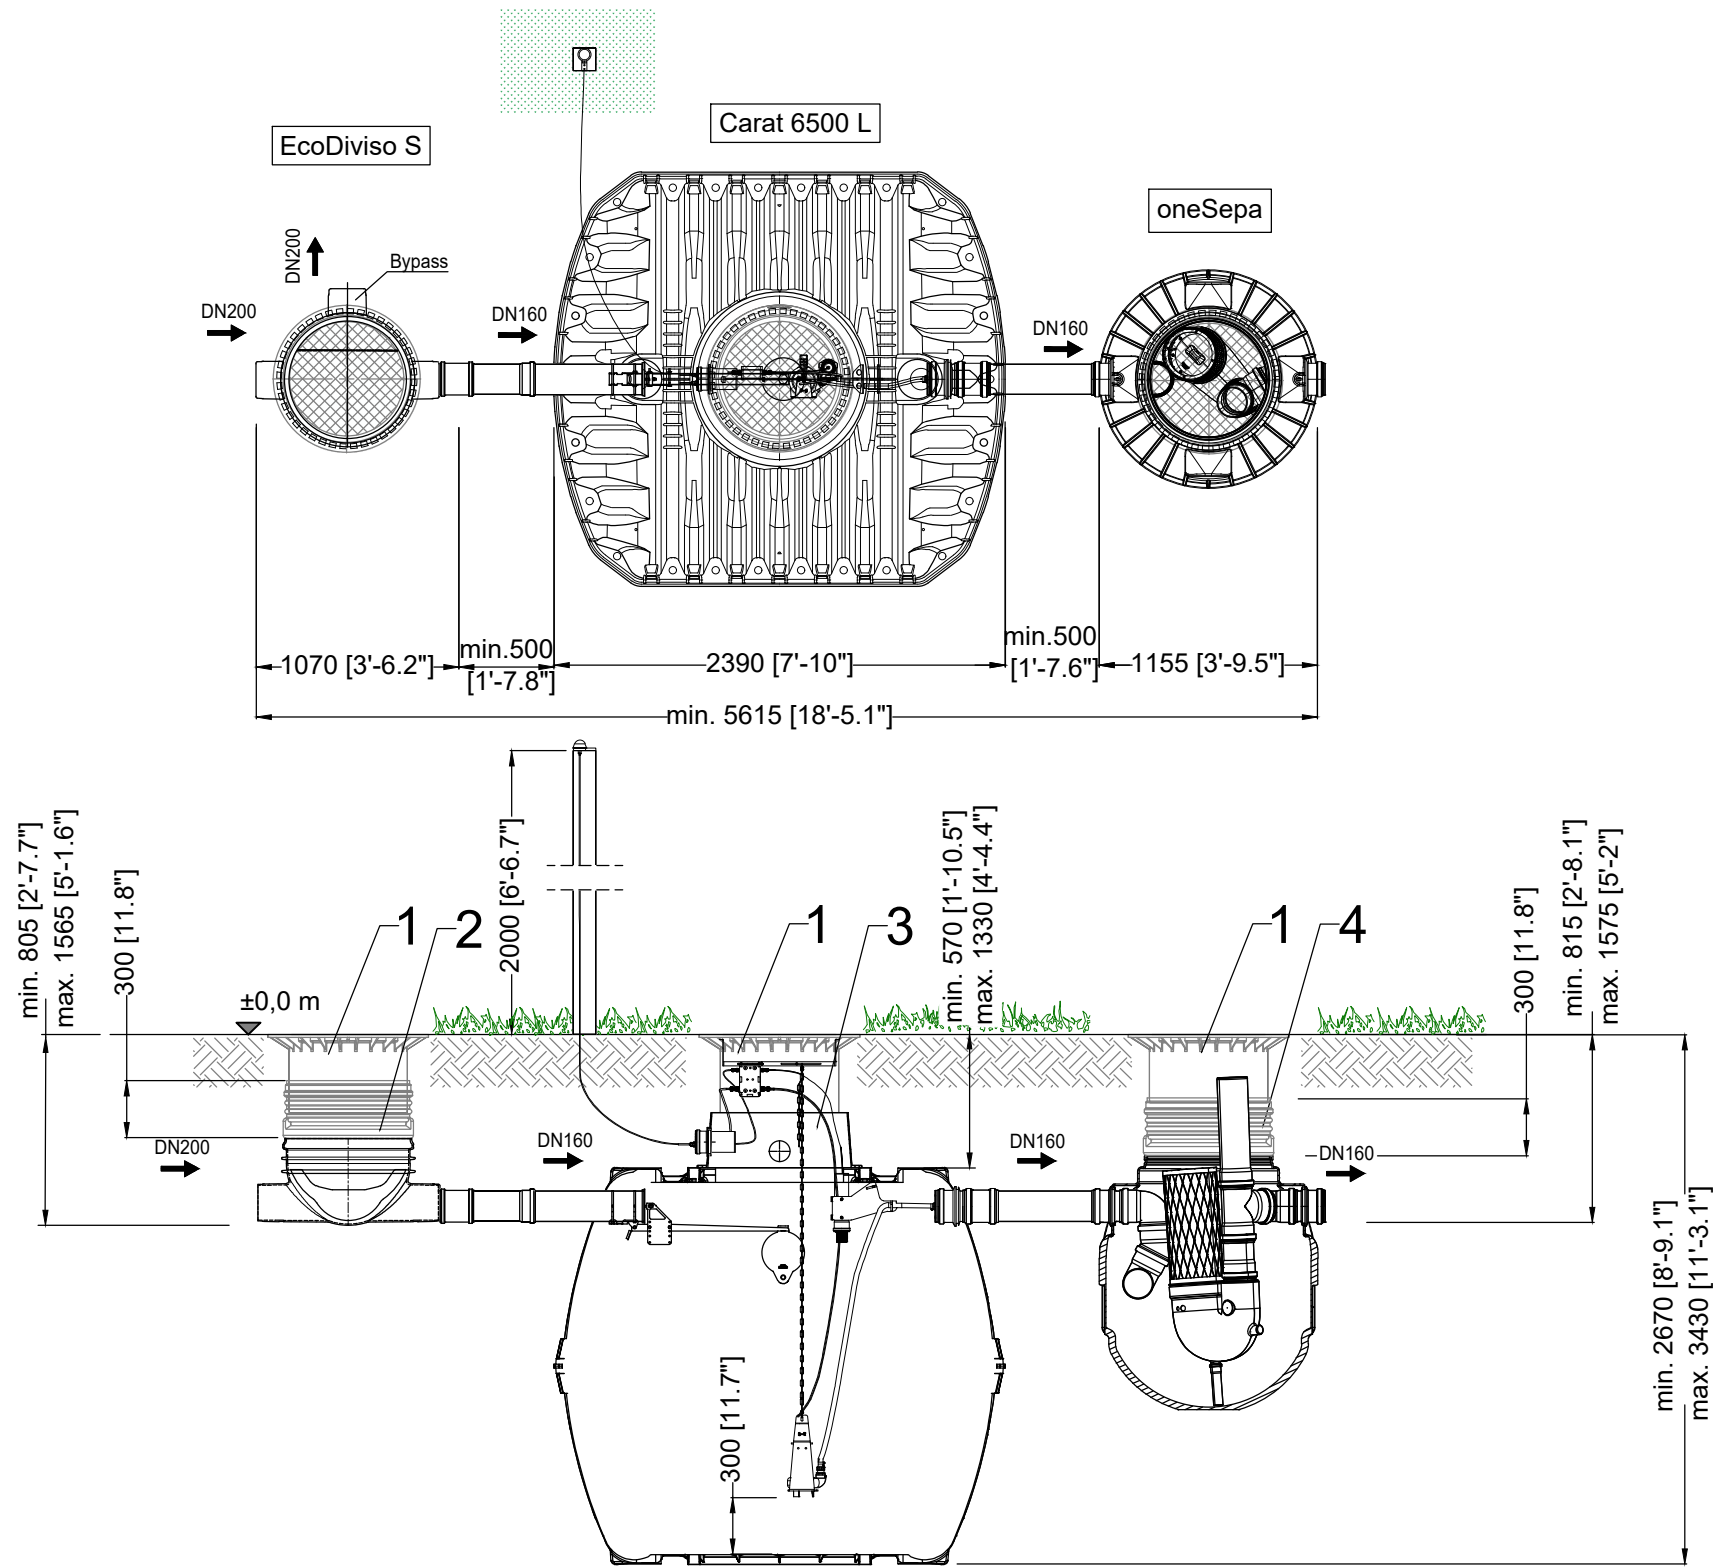 EcoDiviso S
Carat 6500 L
oneSepa
DN200
Bypass
DN200
DN160
DN160
1070 [3'-6.2"]
min.500
[1'-7.8"]
2390 [7'-10"]
min.500
[1'-7.6"]
1155 [3'-9.5"]
min. 5615 [18'-5.1"]
min. 805 [2'-7.7"]
max. 1565 [5'-1.6"]
300 [11.8"]
±0,0 m
1
2
2000 [6'-6.7"]
1
3
min. 570 [1'-10.5"]
max. 1330 [4'-4.4"]
1
4
300 [11.8"]
min. 815 [2'-8.1"]
max. 1575 [5'-2"]
DN200
DN160
DN160
DN160
300 [11.7"]
min. 2670 [8'-9.1"]
max. 3430 [11'-3.1"]